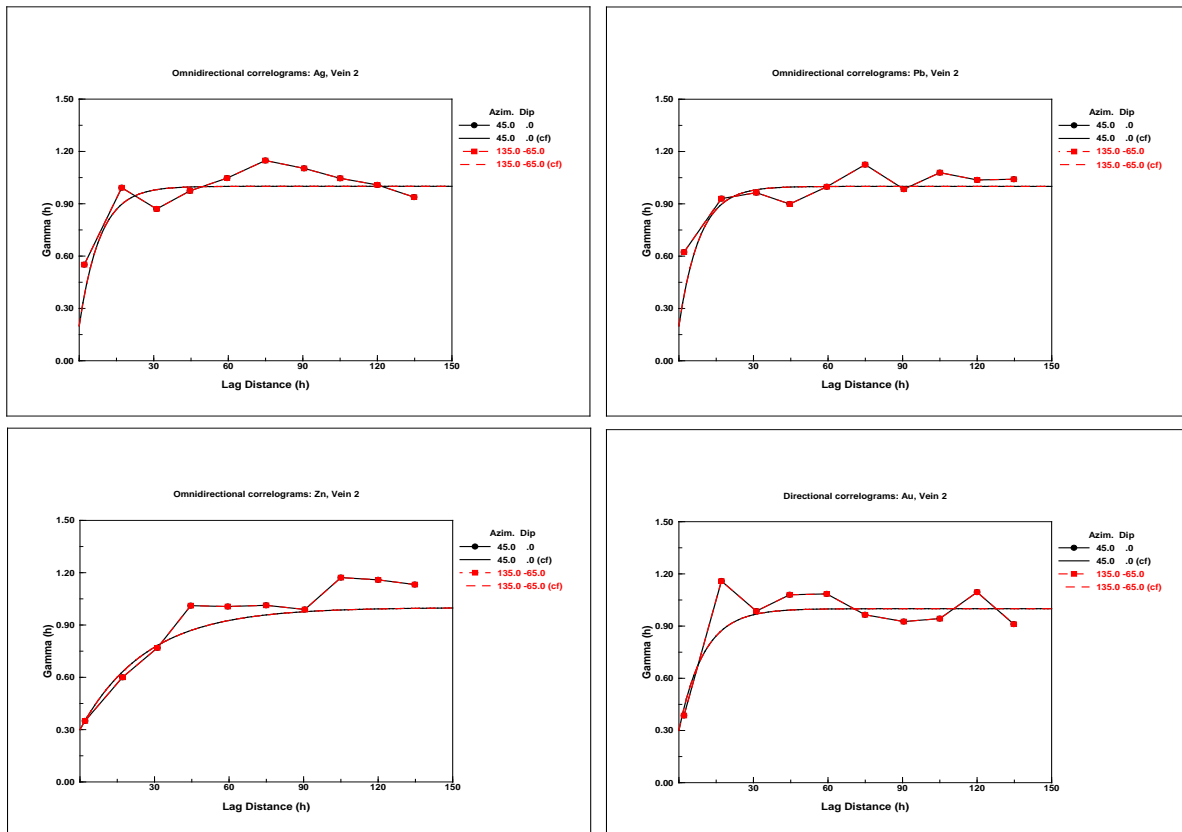 Omnidirectional correlograms: Ag, Vein 2
1.50
1.20
0.90
0.60
0.30
0.00
Gamma (h)
30 60 90 120 150
Lag Distance (h)
Azim. Dip
45.0 .0
45.0 .0 (cf)
135.0 -65.0
135.0 -65.0 (cf)
Omnidirectional correlograms: Pb, Vein 2
1.50
1.20
0.90
0.60
0.30
0.00
Gamma (h)
30 60 90 120 150
Lag Distance (h)
Azim. Dip
45.0 .0
45.0 .0 (cf)
135.0 -65.0
135.0 -65.0 (cf)
Omnidirectional correlograms: Zn, Vein 2
1.50
1.20
0.90
0.60
0.30
0.00
Gamma (h)
30 60 90 120 150
Lag Distance (h)
Azim. Dip
45.0 .0
45.0 .0 (cf)
135.0 -65.0
135.0 -65.0 (cf)
Directional correlograms: Au, Vein 2
1.50
1.20
0.90
0.60
0.30
0.00
Gamma (h)
30 60 90 120 150
Lag Distance (h)
Azim. Dip
45.0 .0
45.0 .0 (cf)
135.0 -65.0
135.0 -65.0 (cf)